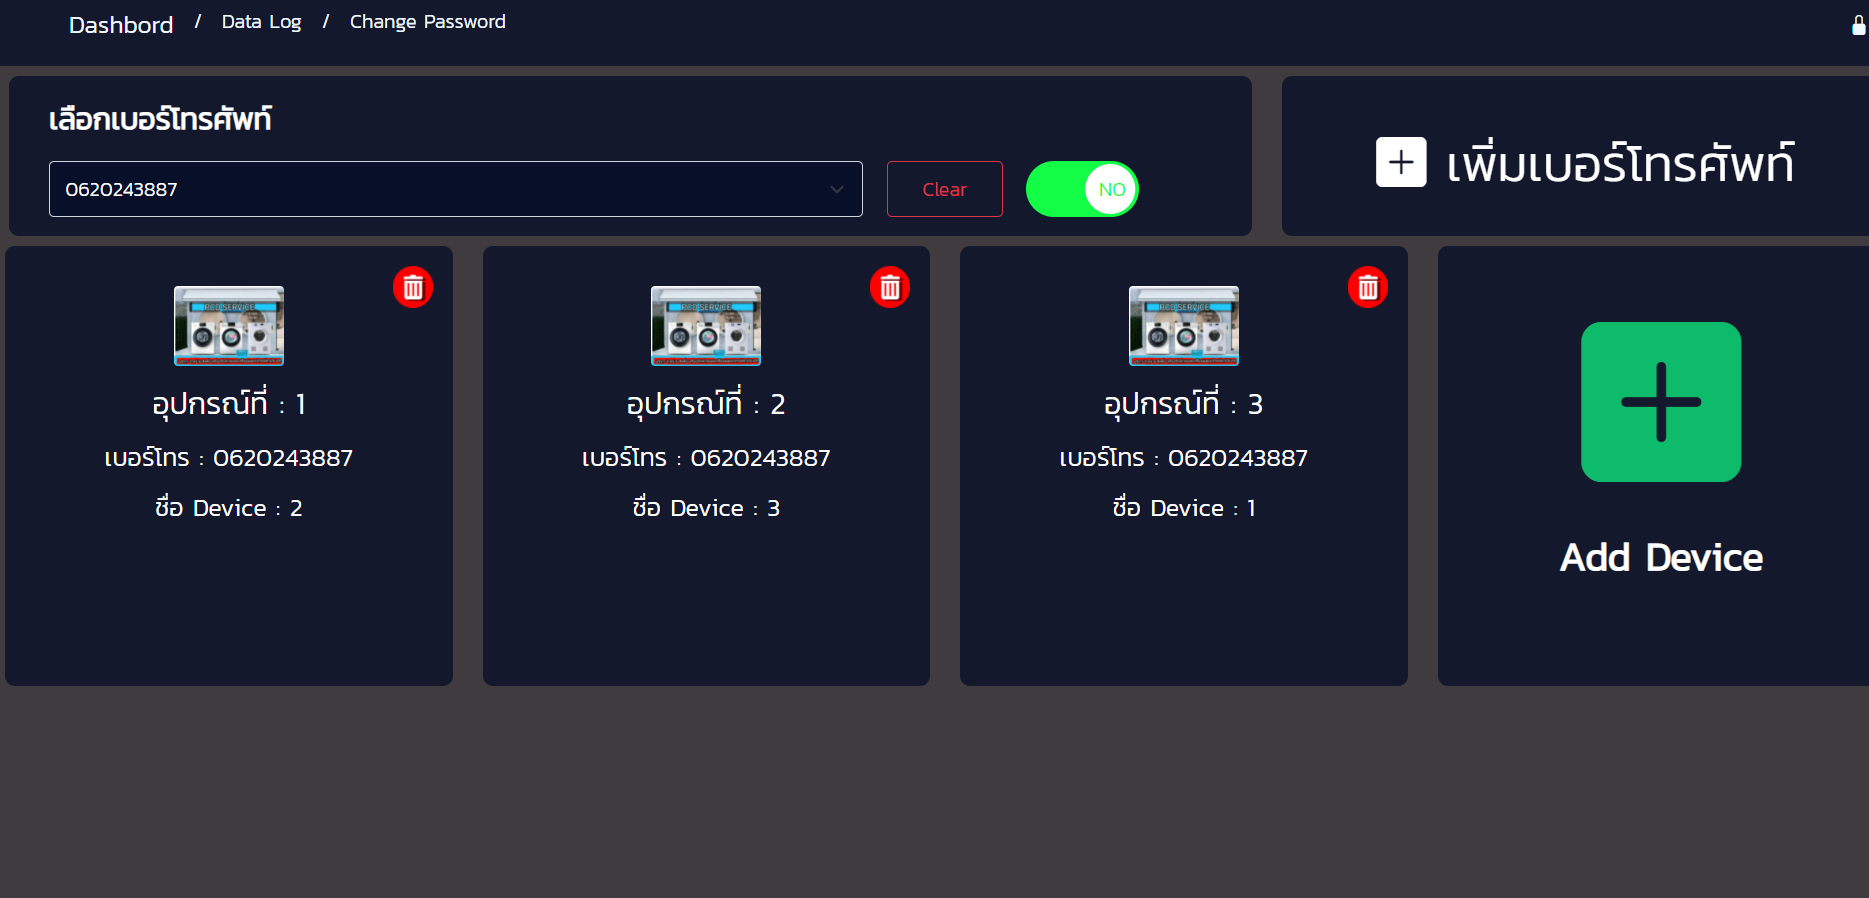 Dashbord / Data Log / Change Password
เลือกเบอร์โทรศัพท์
0620243887
Clear
NO
เพิ่มเบอร์โทรศัพท์
อุปกรณ์ที่ : 1
เบอร์โทร : 0620243887
ชื่อ Device : 2
อุปกรณ์ที่ : 2
เบอร์โทร : 0620243887
ชื่อ Device : 3
อุปกรณ์ที่ : 3
เบอร์โทร : 0620243887
ชื่อ Device : 1
Add Device